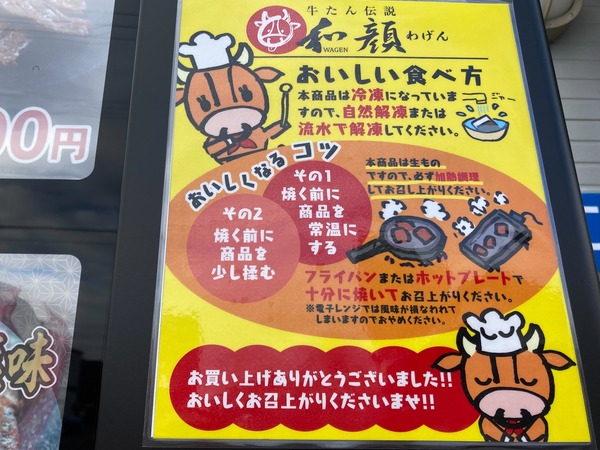 牛たん伝説
和顔 わげん
WAGEN
おいしい食べ方
本商品は冷凍になっていま
すので、自然解凍または
流水で解凍してください。
ジャー
おいしくなるコツ
その1
焼く前に
商品を
常温に
する
その2
焼く前に
商品を
少し揉む
本商品は生もの
ですので、必ず加熱調理
してお召し上がりください。
フライパンまたはホットプレートで
十分に焼いてお召上がりください。
※電子レンジでは風味が損なわれて
しまいますのでおやめください。
お買い上げありがとうございました!!
おいしくお召上がりくださいませ!!
00円
味